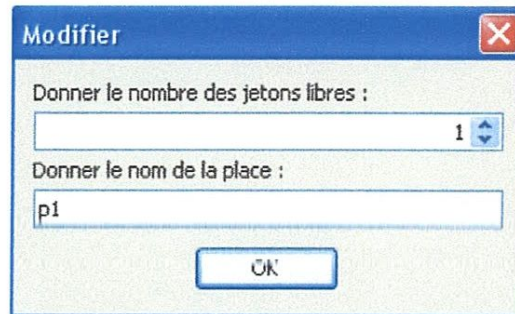 Modifier
Donner le nombre des jetons libres :
1
Donner le nom de la place :
p1
OK